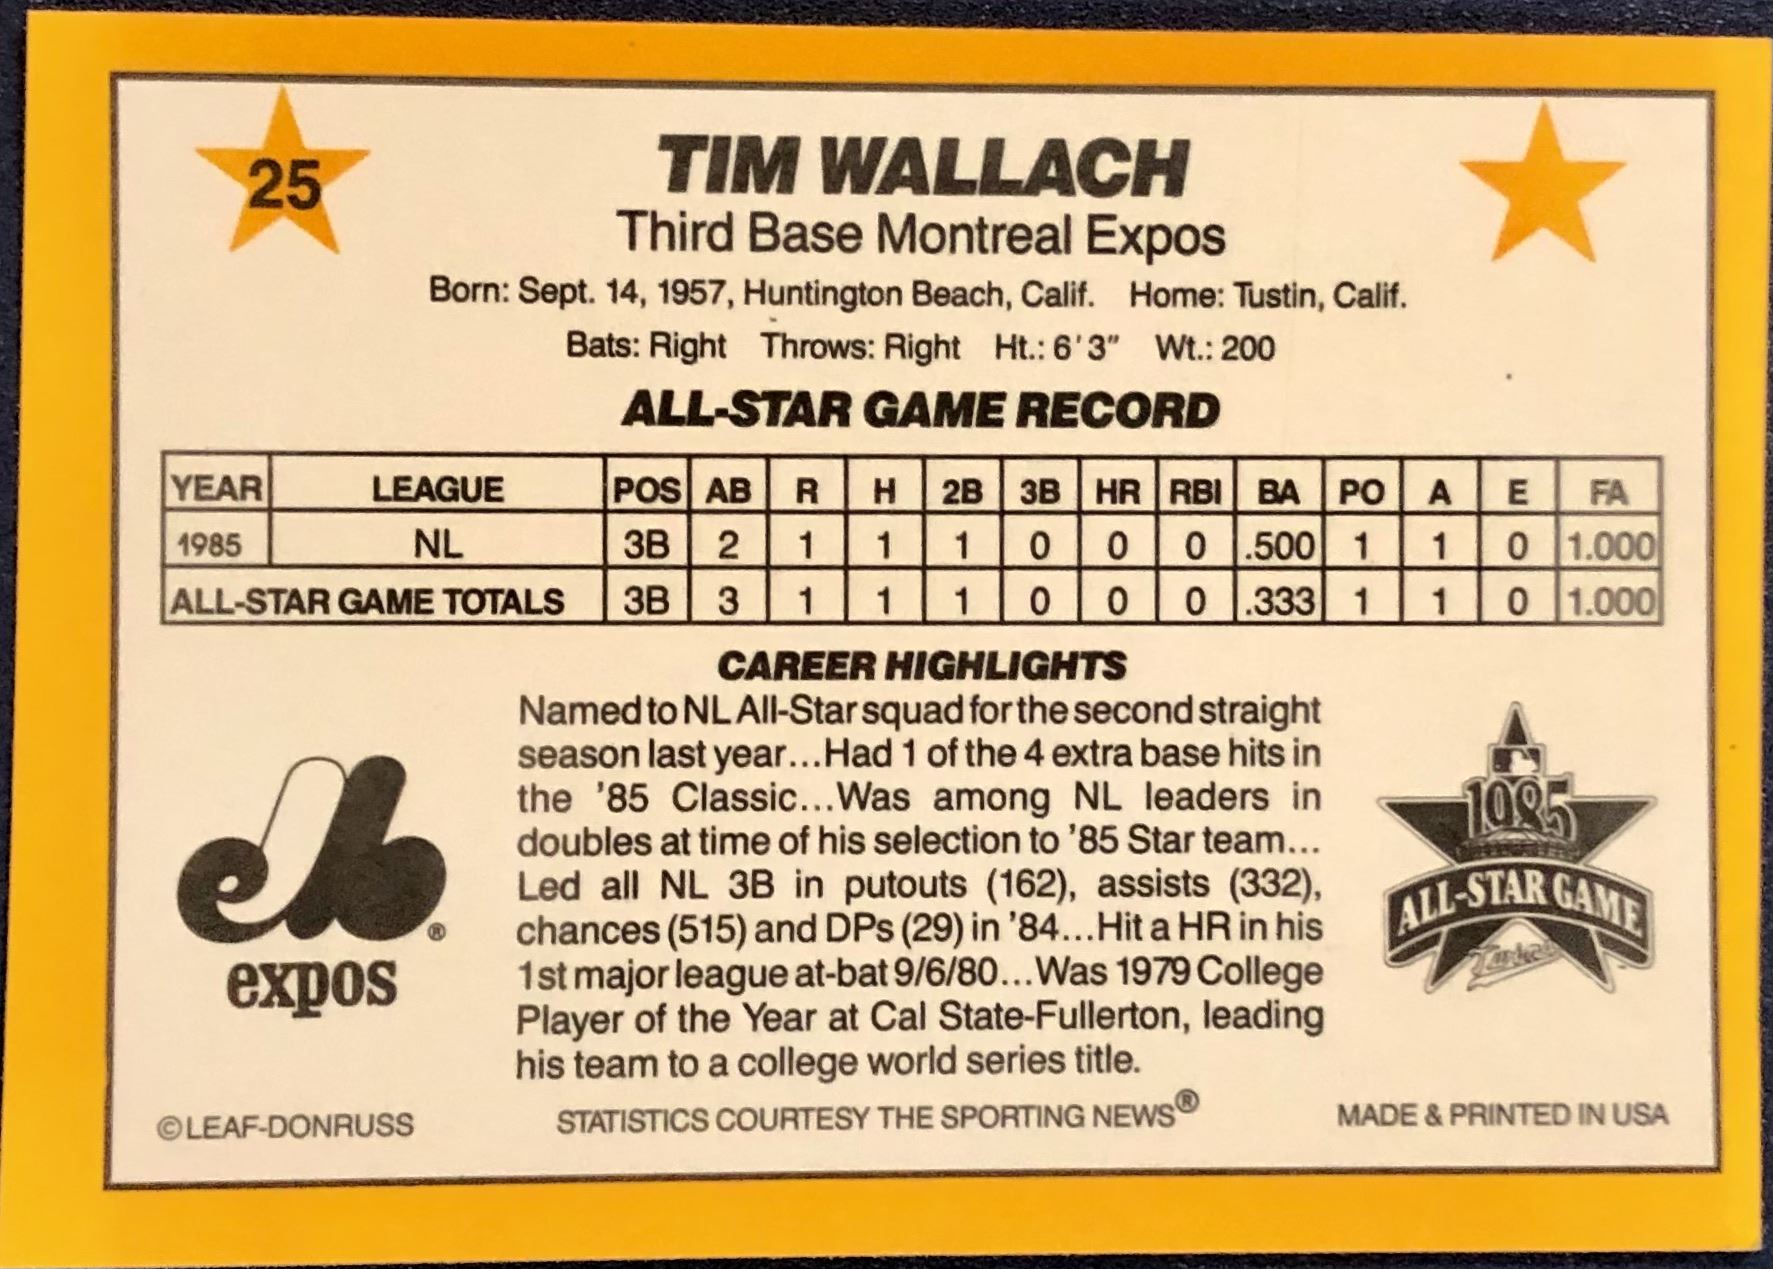 25
TIM WALLACH
Third Base Montreal Expos
Born: Sept. 14, 1957, Huntington Beach, Calif. Home: Tustin, Calif.
Bats: Right Throws: Right Ht.: 6'3" Wt.: 200
ALL-STAR GAME RECORD
YEAR LEAGUE POS AB R H 2B 3B HR RBI BA PO A E FA
1985 NL 3B 2 1 1 1 0 0 0 .500 1 1 0 1.000
ALL-STAR GAME TOTALS 3B 3 1 1 1 0 0 0 .333 1 1 0 1.000
CAREER HIGHLIGHTS
Named to NL All-Star squad for the second straight
season last year...Had 1 of the 4 extra base hits in
the '85 Classic...Was among NL leaders in
doubles at time of his selection to '85 Star team...
Led all NL 3B in putouts (162), assists (332),
chances (515) and DPs (29) in '84...Hit a HR in his
1st major league at-bat 9/6/80...Was 1979 College
Player of the Year at Cal State-Fullerton, leading
his team to a college world series title.
eb®
expos
1985
ALL-STAR GAME
Twins
©LEAF-DONRUSS STATISTICS COURTESY THE SPORTING NEWS® MADE & PRINTED IN USA